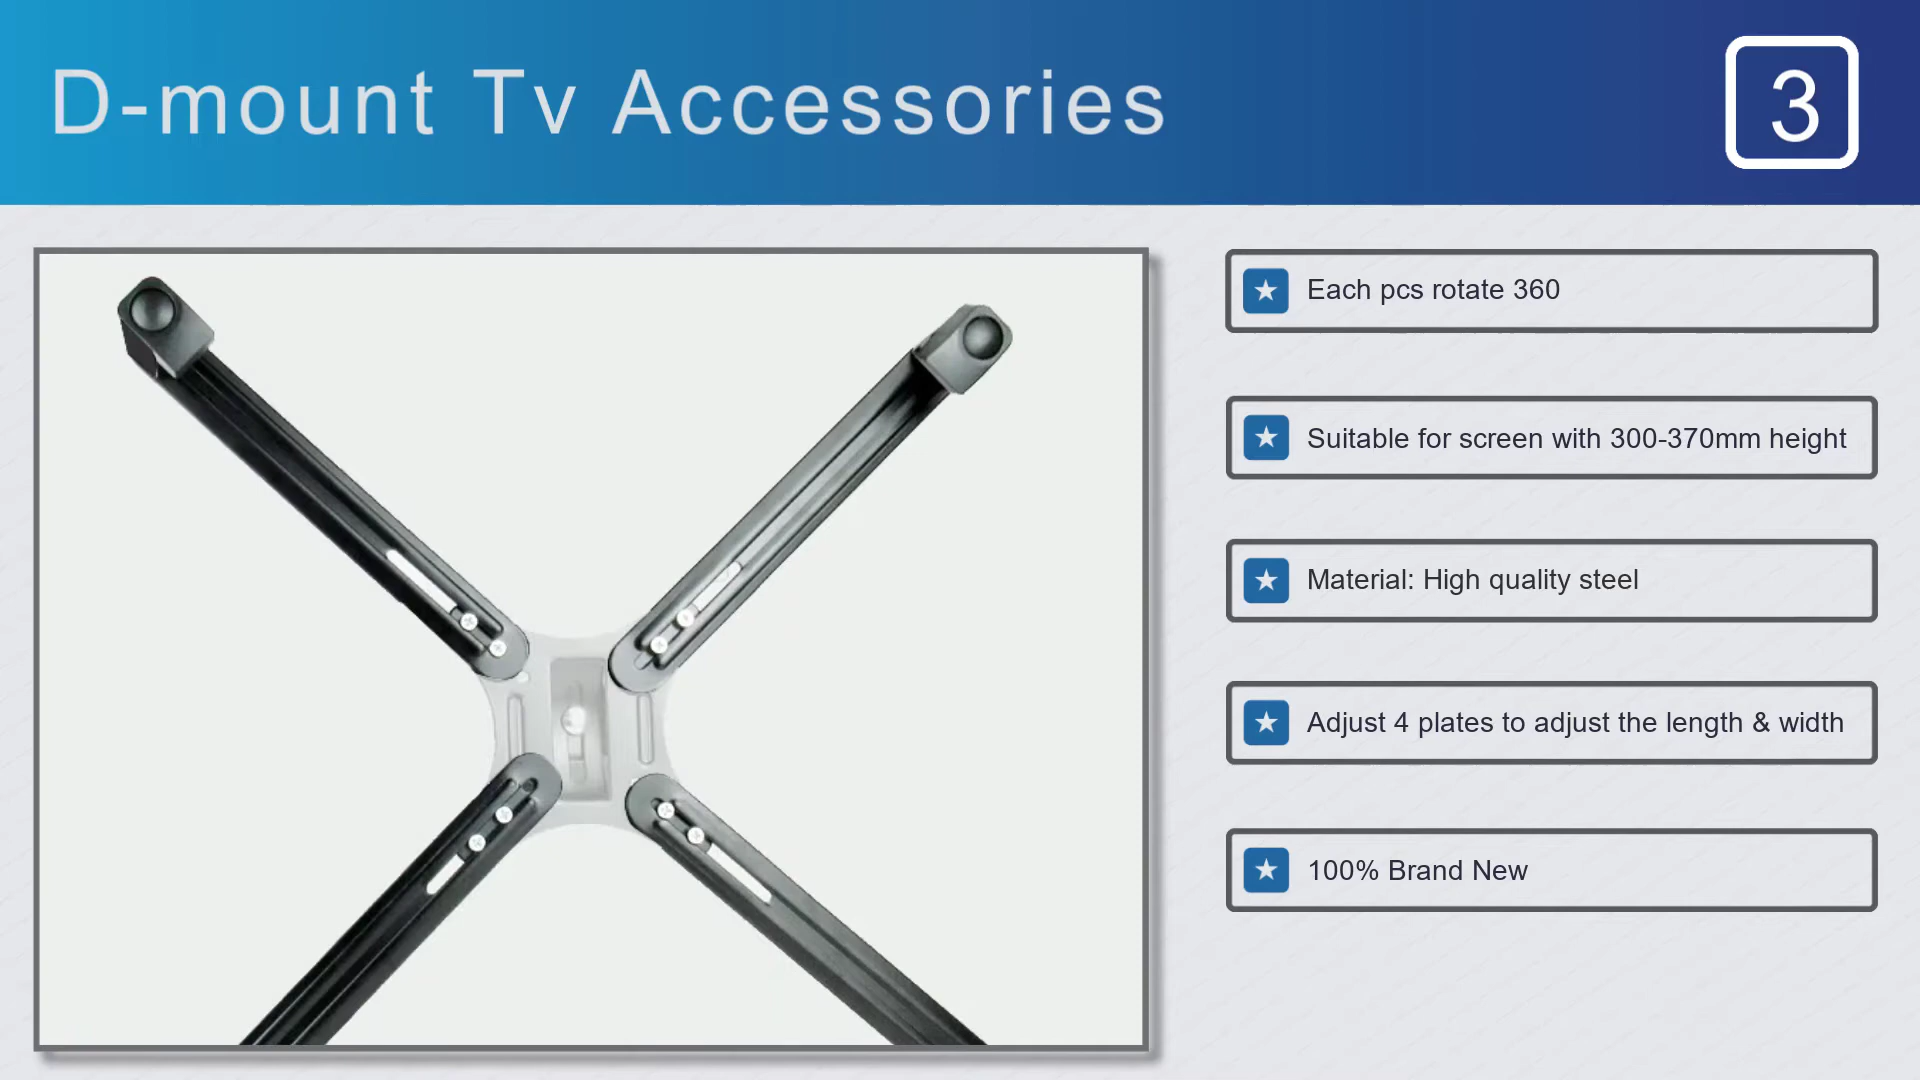 D-mount Tv Accessories
3
Each pcs rotate 360
Suitable for screen with 300-370mm height
Material: High quality steel
Adjust 4 plates to adjust the length & width
100% Brand New